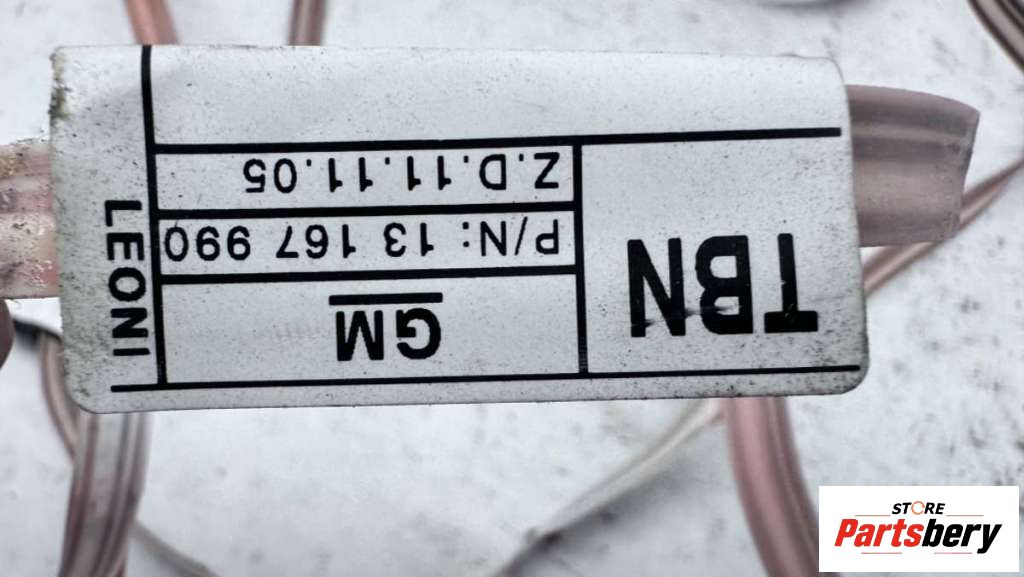 TBN
GM
P/N: 13 167 990
Z.D.11.11.05
LEONI
STORE
Partsbery